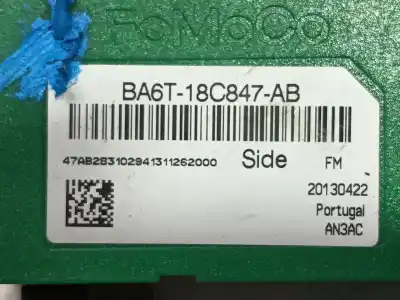 FoMoCo
BA6T-18C847-AB
47AB283102941311262000
Side
FM
20130422
Portugal
AN3AC